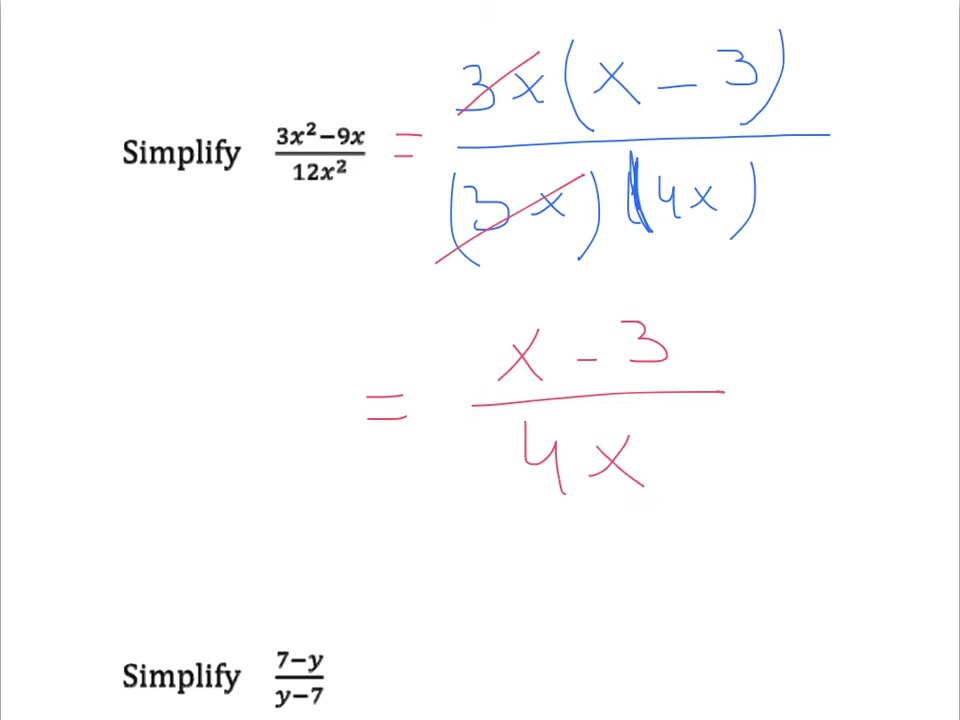 Simplify (3x²−9x)/(12x²) = 3x(x − 3)/((3x)(4x))
= (x − 3)/(4x)
Simplify (7−y)/(y−7)